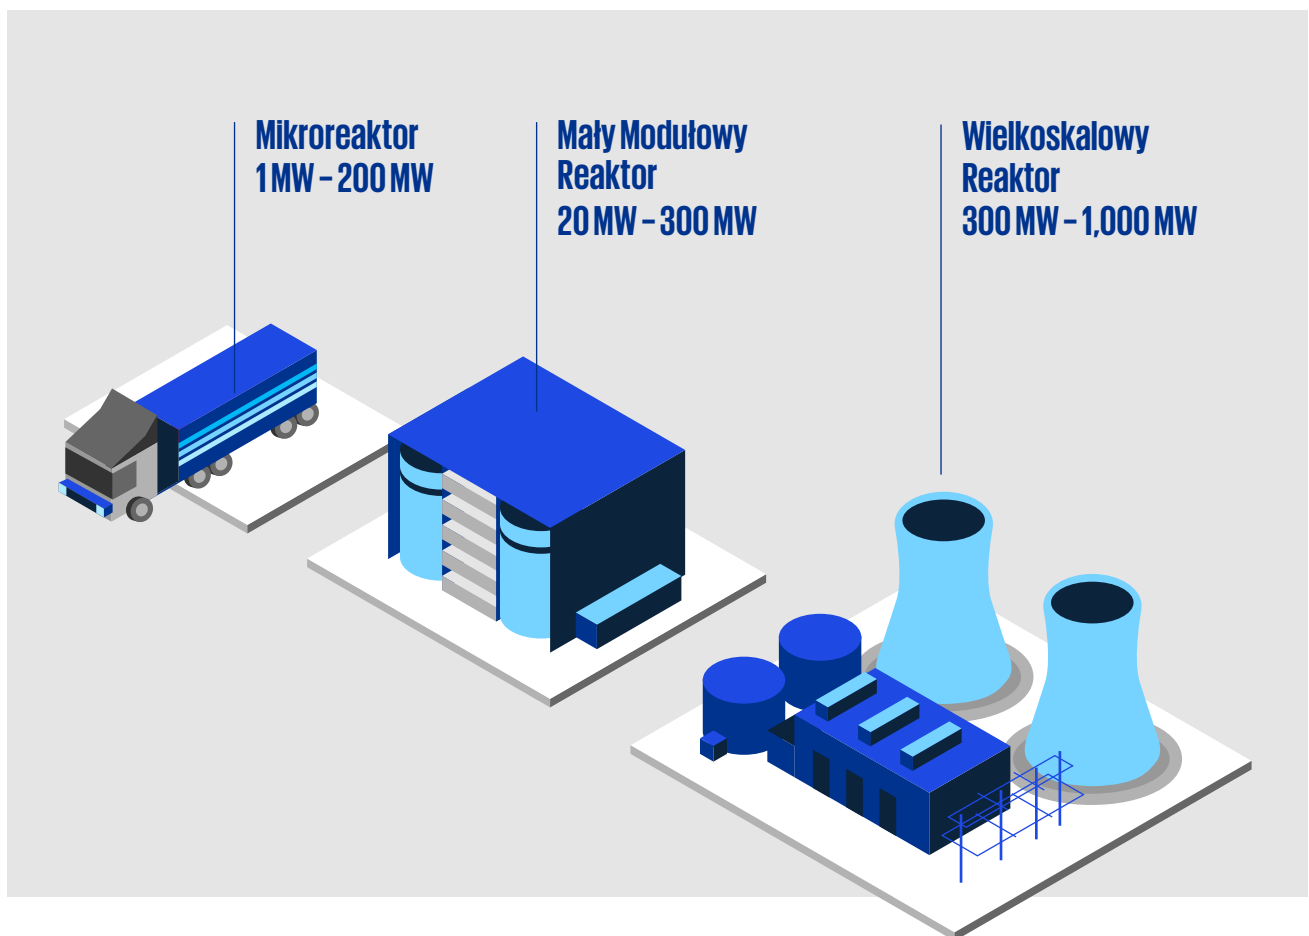 Mikroreaktor
1 MW – 200 MW
Mały Modułowy
Reaktor
20 MW – 300 MW
Wielkoskalowy
Reaktor
300 MW – 1,000 MW